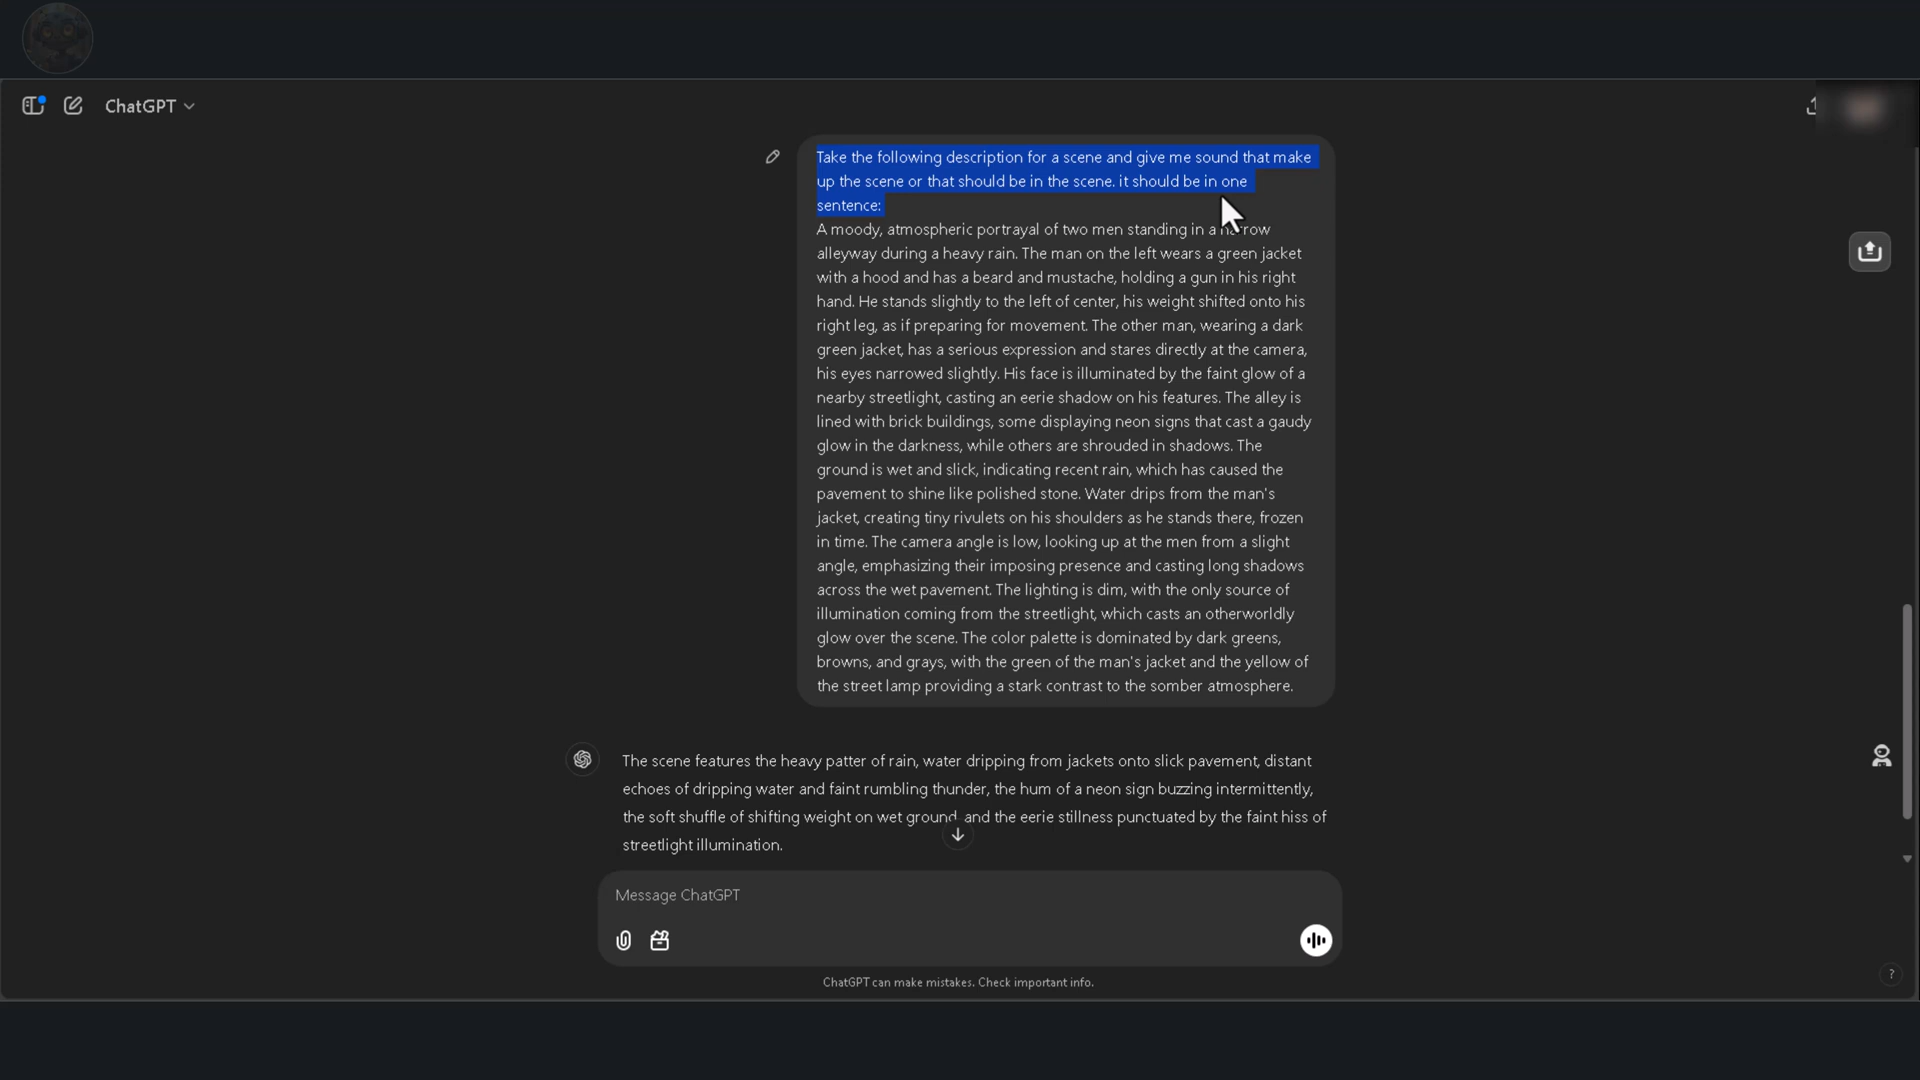 ChatGPT
Take the following description for a scene and give me sound that make
up the scene or that should be in the scene. it should be in one
sentence:
A moody, atmospheric portrayal of two men standing in a narrow
alleyway during a heavy rain. The man on the left wears a green jacket
with a hood and has a beard and mustache, holding a gun in his right
hand. He stands slightly to the left of center, his weight shifted onto his
right leg, as if preparing for movement. The other man, wearing a dark
green jacket, has a serious expression and stares directly at the camera,
his eyes narrowed slightly. His face is illuminated by the faint glow of a
nearby streetlight, casting an eerie shadow on his features. The alley is
lined with brick buildings, some displaying neon signs that cast a gaudy
glow in the darkness, while others are shrouded in shadows. The
ground is wet and slick, indicating recent rain, which has caused the
pavement to shine like polished stone. Water drips from the man's
jacket, creating tiny rivulets on his shoulders as he stands there, frozen
in time. The camera angle is low, looking up at the men from a slight
angle, emphasizing their imposing presence and casting long shadows
across the wet pavement. The lighting is dim, with the only source of
illumination coming from the streetlight, which casts an otherworldly
glow over the scene. The color palette is dominated by dark greens,
browns, and grays, with the green of the man's jacket and the yellow of
the street lamp providing a stark contrast to the somber atmosphere.
The scene features the heavy patter of rain, water dripping from jackets onto slick pavement, distant
echoes of dripping water and faint rumbling thunder, the hum of a neon sign buzzing intermittently,
the soft shuffle of shifting weight on wet ground, and the eerie stillness punctuated by the faint hiss of
streetlight illumination.
Message ChatGPT
ChatGPT can make mistakes. Check important info.
?